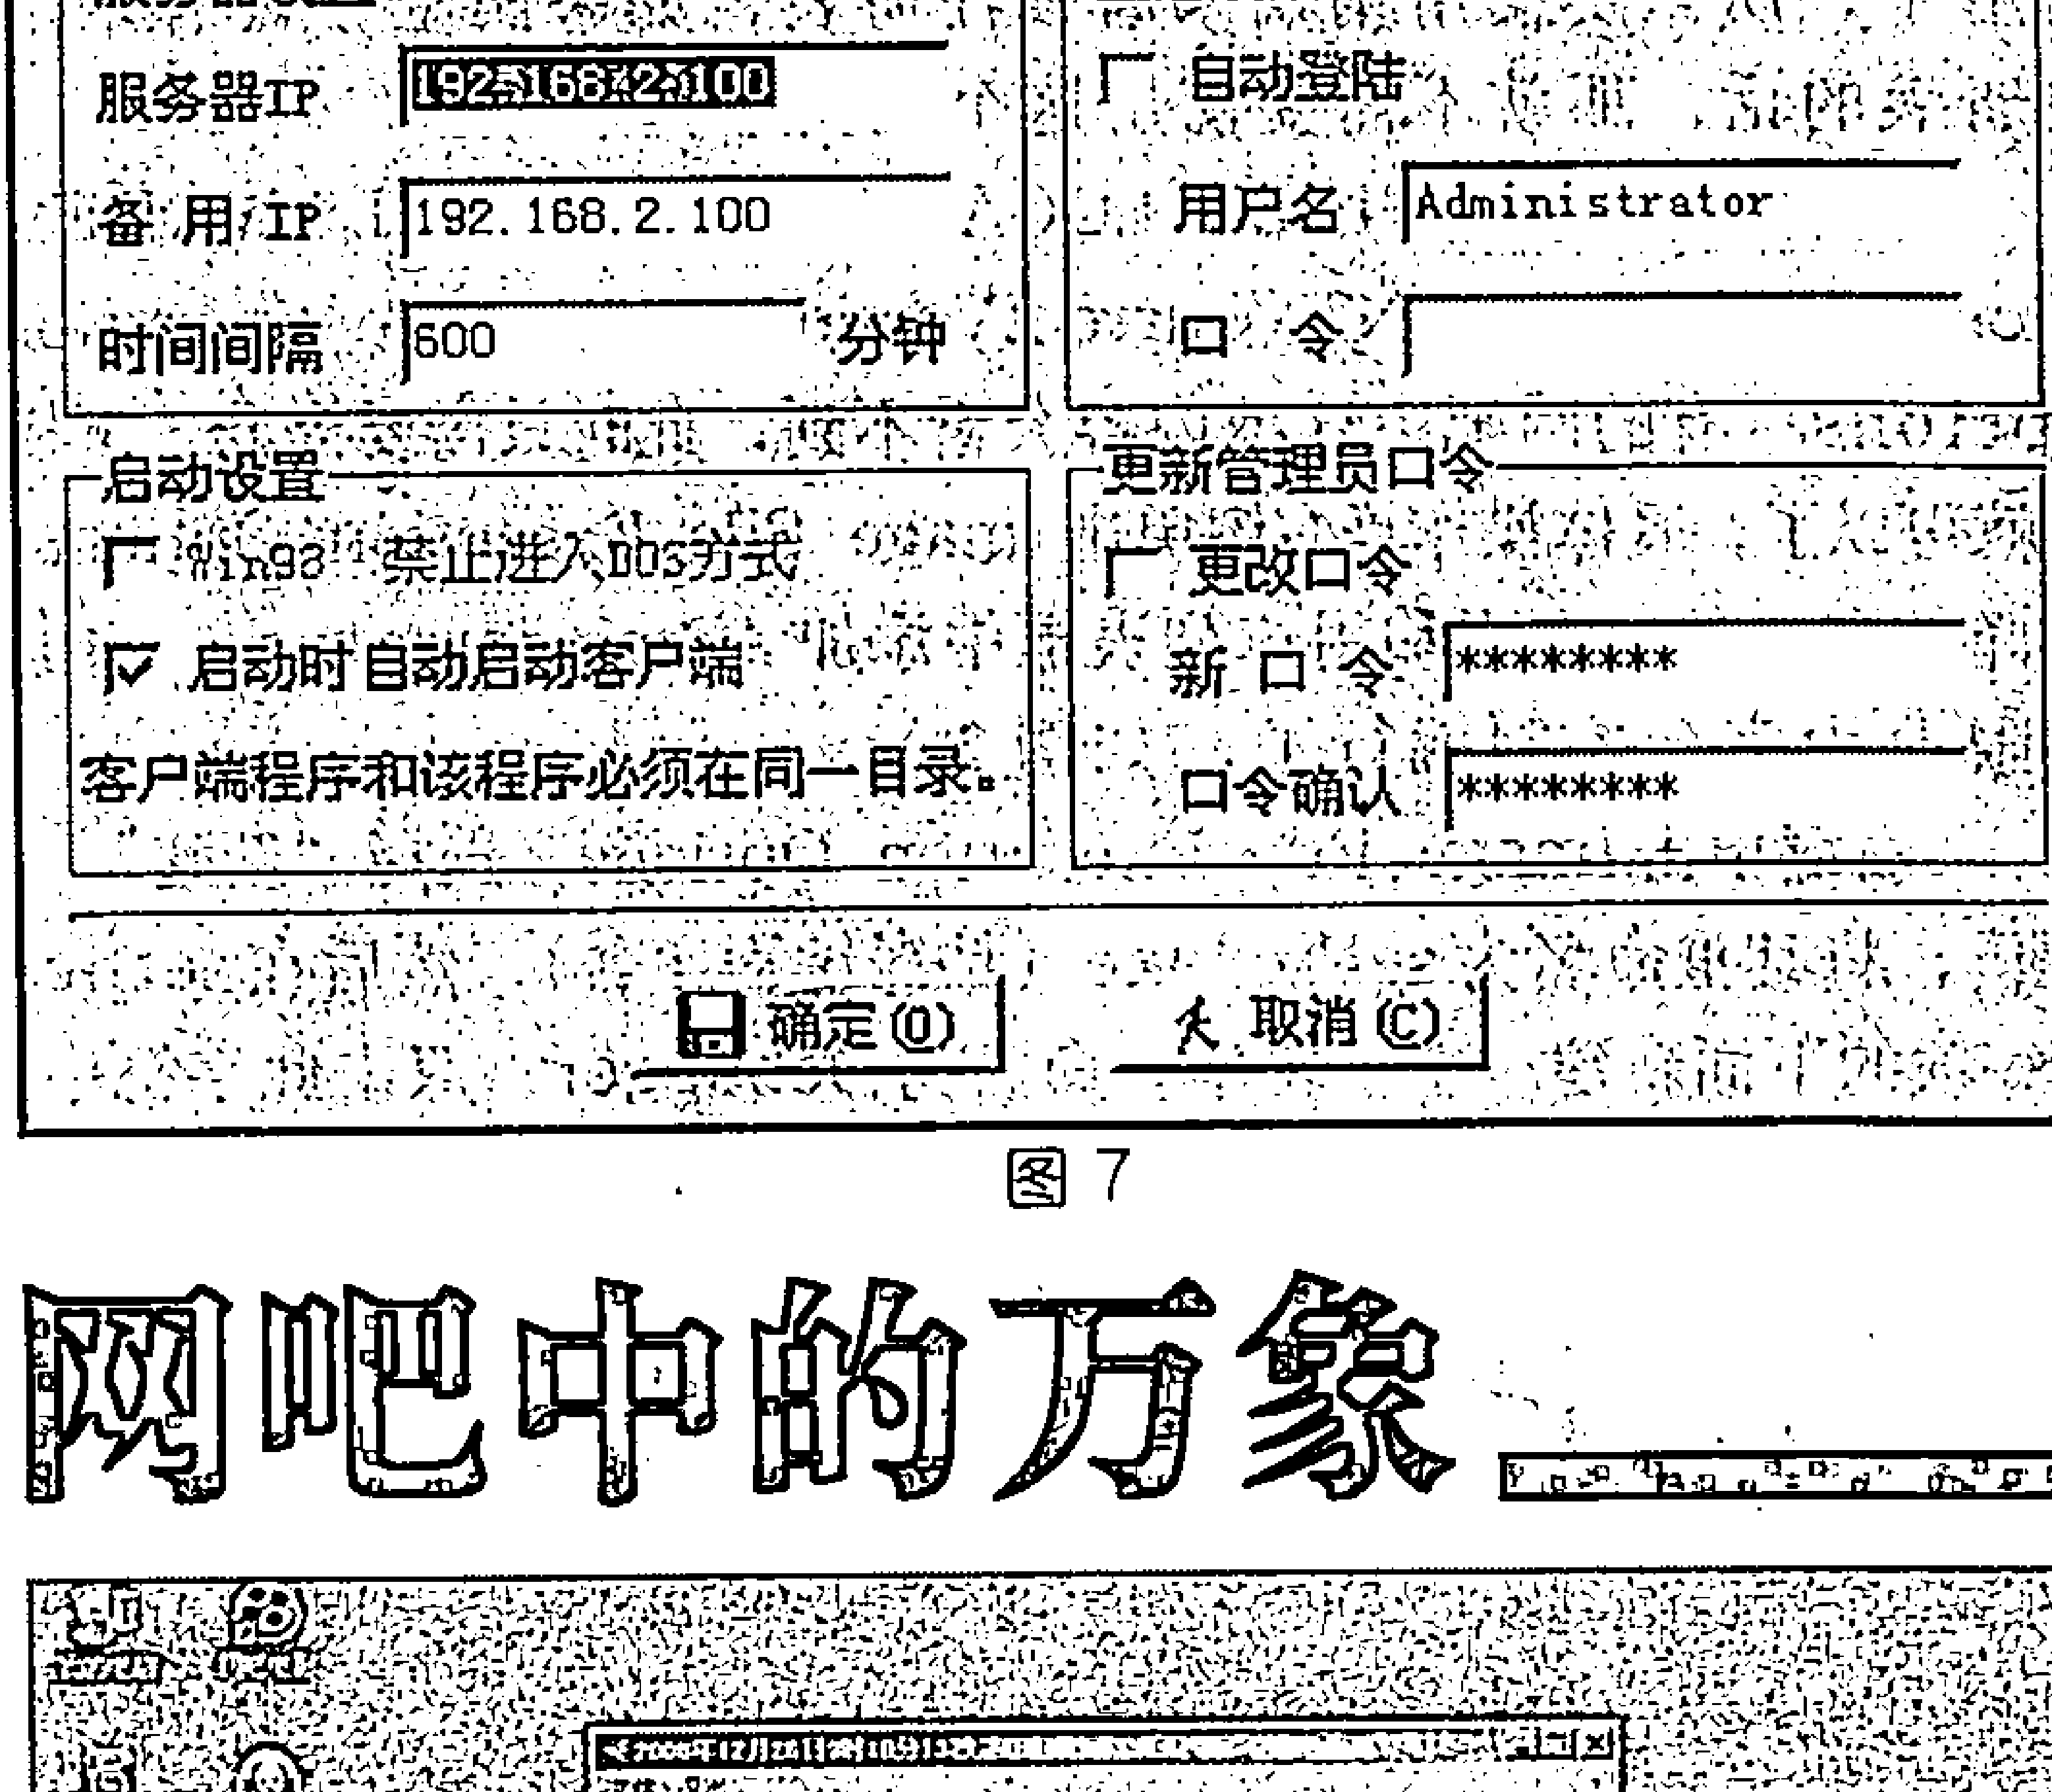 服务器IP 192.168.2.100
备 用 IP 192.168.2.100
时间间隔 600 分钟
自动登陆
用户名 Administrator
口 令
启动设置
Win98 禁止进入DOS方式
启动时自动启动客户端
客户端程序和该程序必须在同一目录。
更新管理员口令
更改口令
新 口 令 ********
口令确认 ********
确定(O) 取消(C)
图 7
网吧中的万象